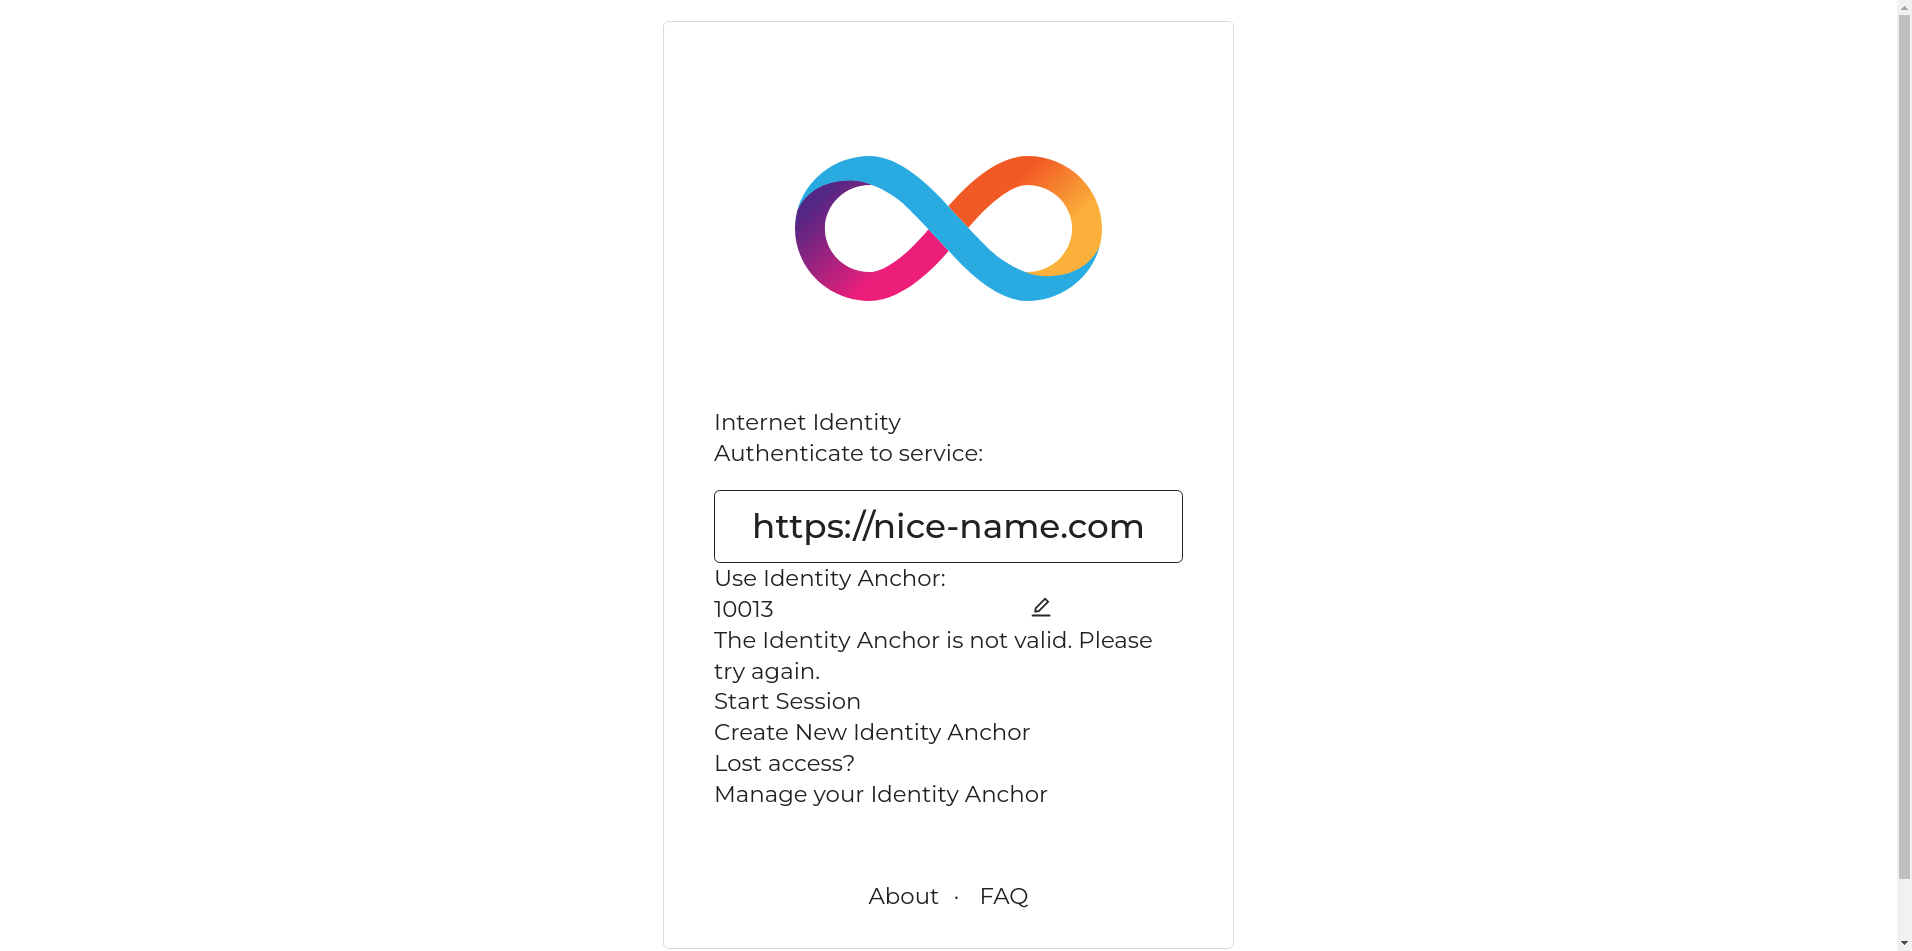 Internet Identity
Authenticate to service:
https://nice-name.com
Use Identity Anchor:
10013
The Identity Anchor is not valid. Please
try again.
Start Session
Create New Identity Anchor
Lost access?
Manage your Identity Anchor
About · FAQ